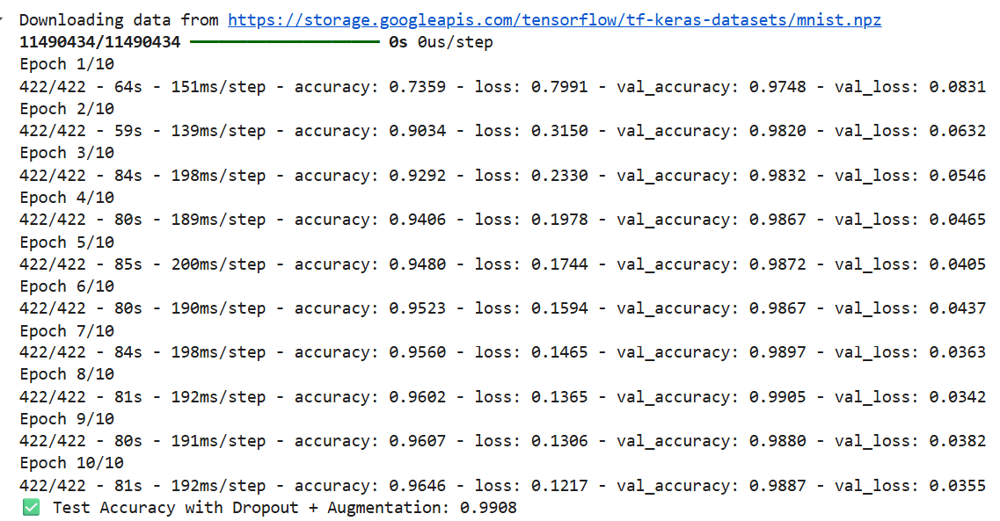 Downloading data from https://storage.googleapis.com/tensorflow/tf-keras-datasets/mnist.npz
11490434/11490434 ━━━━━━━━━━━━━━━━━━━━ 0s 0us/step
Epoch 1/10
422/422 - 64s - 151ms/step - accuracy: 0.7359 - loss: 0.7991 - val_accuracy: 0.9748 - val_loss: 0.0831
Epoch 2/10
422/422 - 59s - 139ms/step - accuracy: 0.9034 - loss: 0.3150 - val_accuracy: 0.9820 - val_loss: 0.0632
Epoch 3/10
422/422 - 84s - 198ms/step - accuracy: 0.9292 - loss: 0.2330 - val_accuracy: 0.9832 - val_loss: 0.0546
Epoch 4/10
422/422 - 80s - 189ms/step - accuracy: 0.9406 - loss: 0.1978 - val_accuracy: 0.9867 - val_loss: 0.0465
Epoch 5/10
422/422 - 85s - 200ms/step - accuracy: 0.9480 - loss: 0.1744 - val_accuracy: 0.9872 - val_loss: 0.0405
Epoch 6/10
422/422 - 80s - 190ms/step - accuracy: 0.9523 - loss: 0.1594 - val_accuracy: 0.9867 - val_loss: 0.0437
Epoch 7/10
422/422 - 84s - 198ms/step - accuracy: 0.9560 - loss: 0.1465 - val_accuracy: 0.9897 - val_loss: 0.0363
Epoch 8/10
422/422 - 81s - 192ms/step - accuracy: 0.9602 - loss: 0.1365 - val_accuracy: 0.9905 - val_loss: 0.0342
Epoch 9/10
422/422 - 80s - 191ms/step - accuracy: 0.9607 - loss: 0.1306 - val_accuracy: 0.9880 - val_loss: 0.0382
Epoch 10/10
422/422 - 81s - 192ms/step - accuracy: 0.9646 - loss: 0.1217 - val_accuracy: 0.9887 - val_loss: 0.0355
✅ Test Accuracy with Dropout + Augmentation: 0.9908